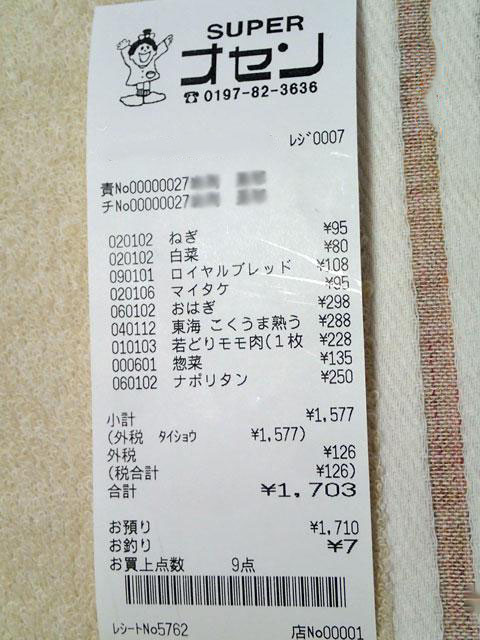 SUPER
オセン
☎0197-82-3636
ﾚｼﾞ0007
責No00000027
チNo00000027
020102 ねぎ ¥95
020102 白菜 ¥80
090101 ロイヤルブレッド ¥108
020106 マイタケ ¥95
060102 おはぎ ¥298
040112 東海 こくうま熟う ¥288
010103 若どりモモ肉(1枚 ¥228
000601 惣菜 ¥135
060102 ナポリタン ¥250
小計 ¥1,577
(外税 ﾀｲｼｮｳ ¥1,577)
外税 ¥126
(税合計 ¥126)
合計 ¥1,703
お預り ¥1,710
お釣り ¥7
お買上点数 9点
ﾚｼｰﾄNo5762 店No00001